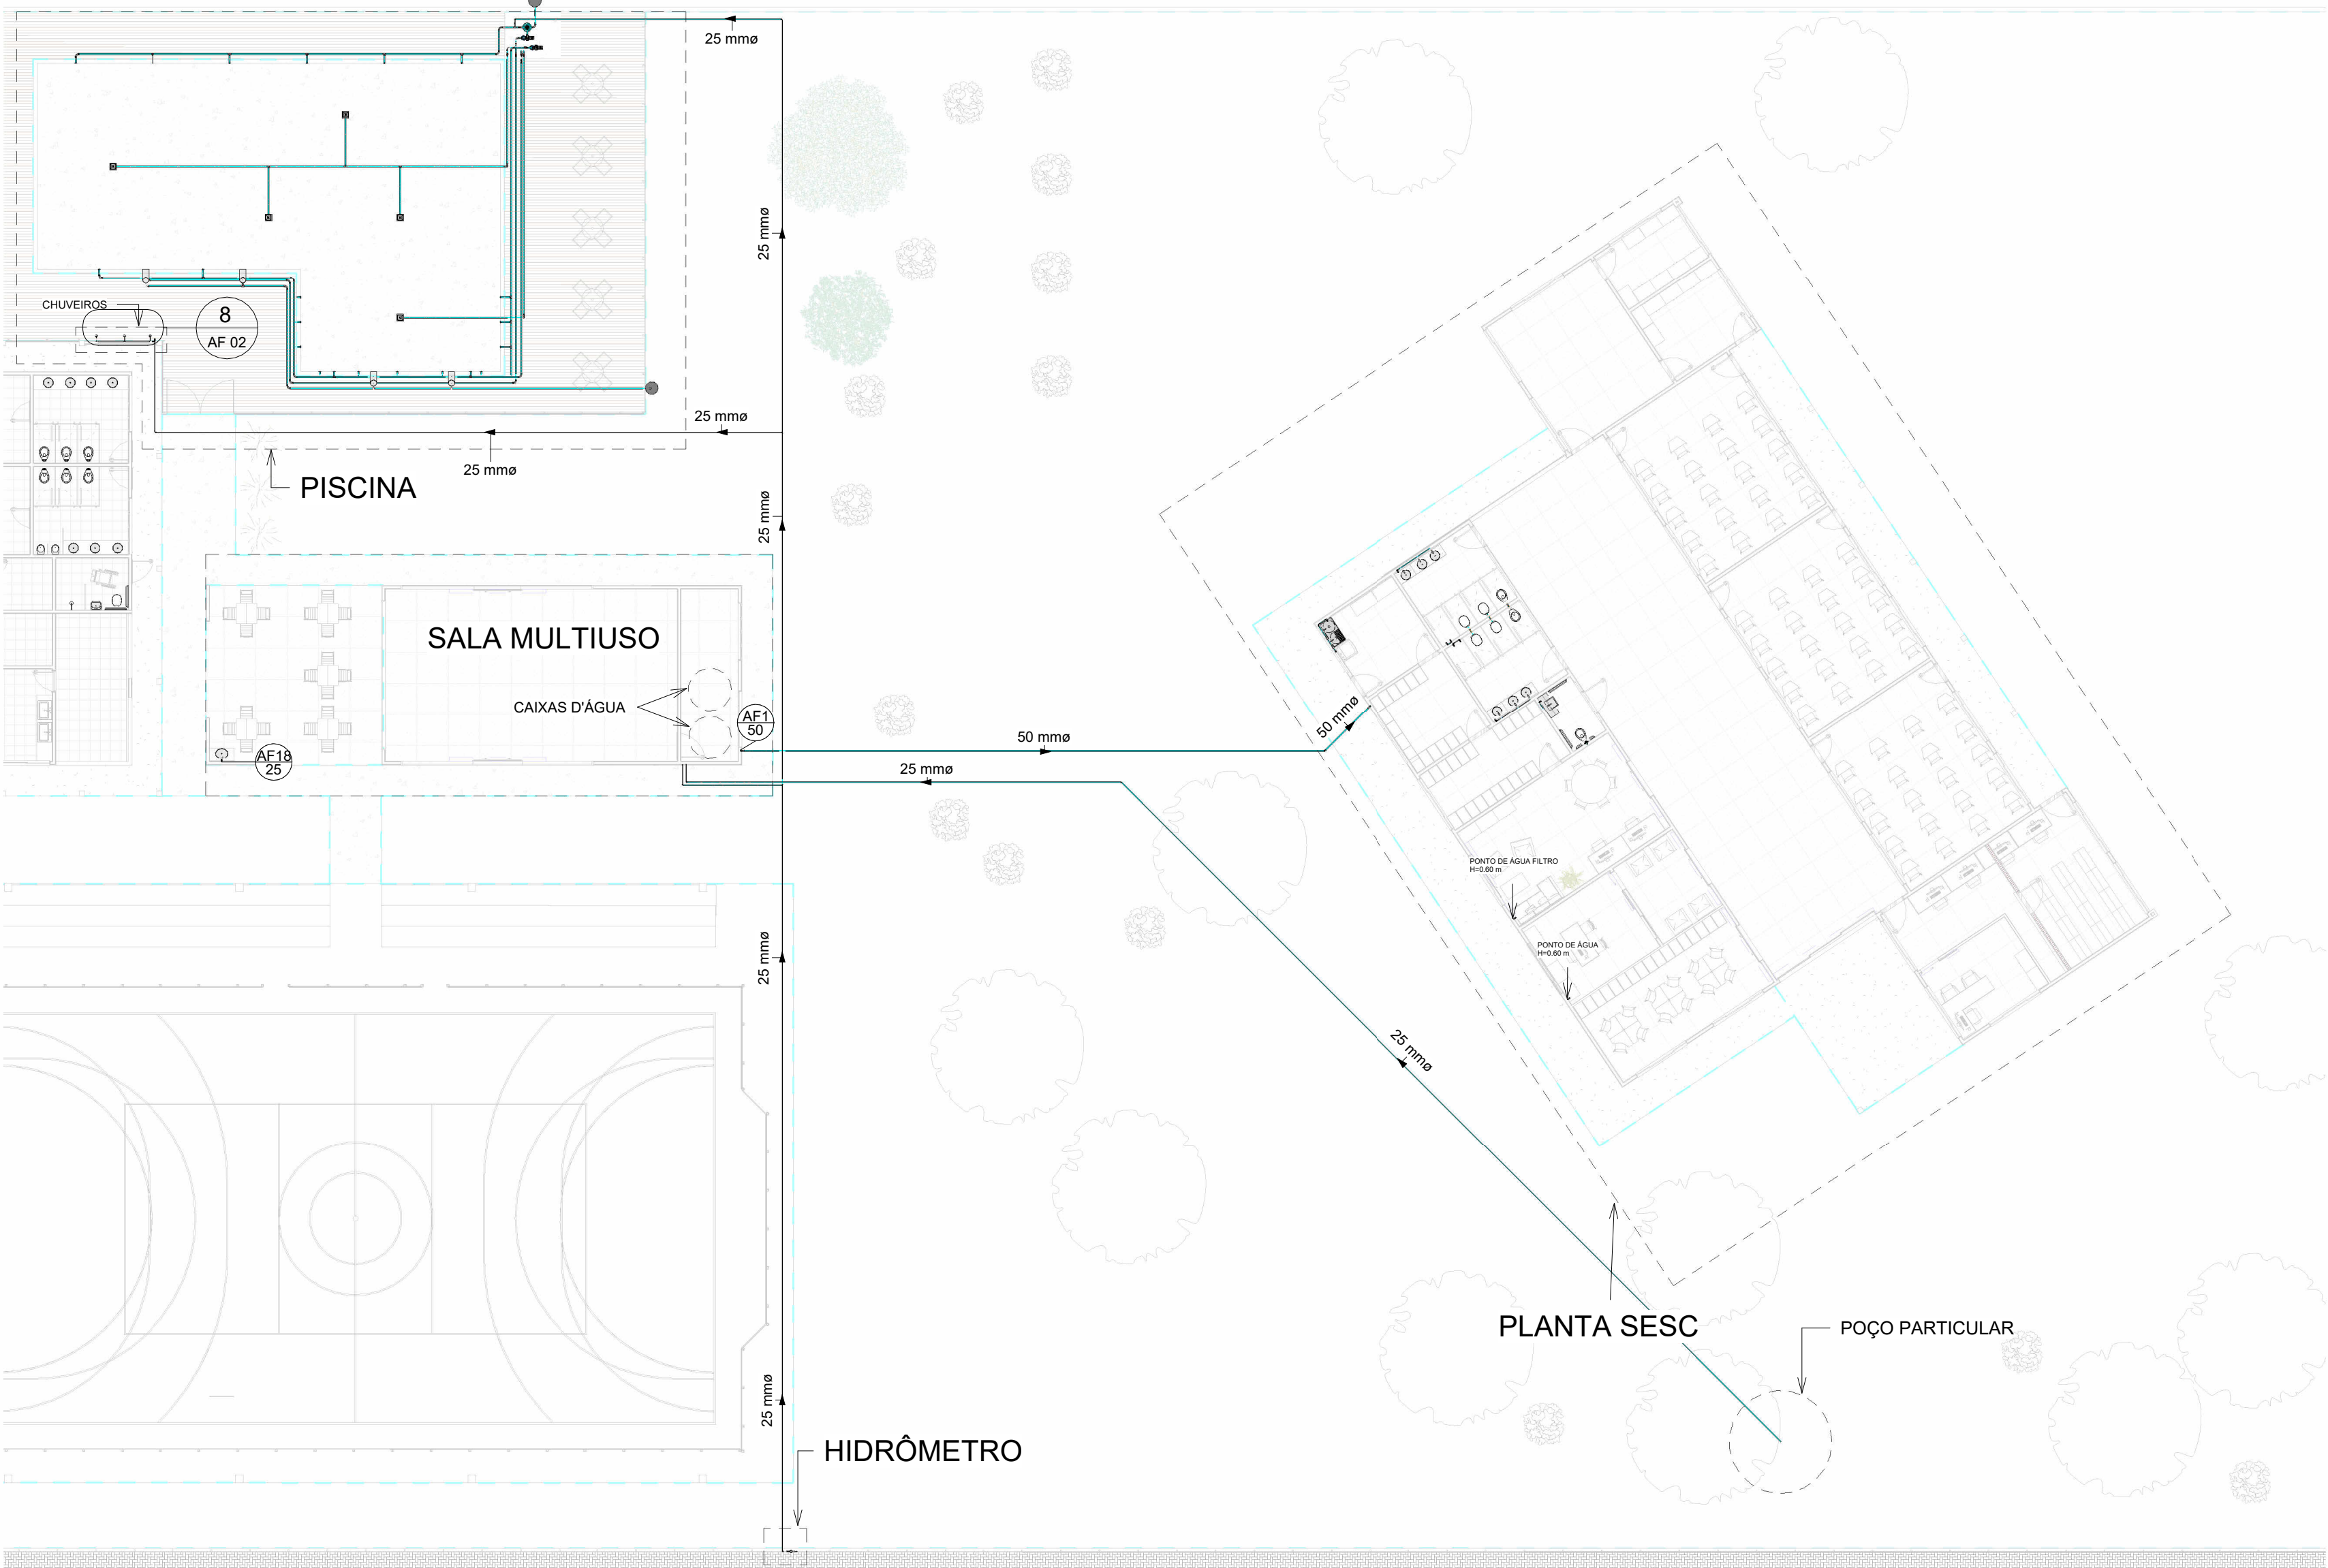 25 mmø
25 mmø
CHUVEIROS
8
AF 02
25 mmø
25 mmø
PISCINA
25 mmø
SALA MULTIUSO
CAIXAS D'ÁGUA
AF1
50
50 mmø
50 mmø
AF18
25
25 mmø
PONTO DE ÁGUA FILTRO
H=0.60 m
PONTO DE ÁGUA
H=0.60 m
25 mmø
25 mmø
PLANTA SESC
POÇO PARTICULAR
25 mmø
HIDRÔMETRO